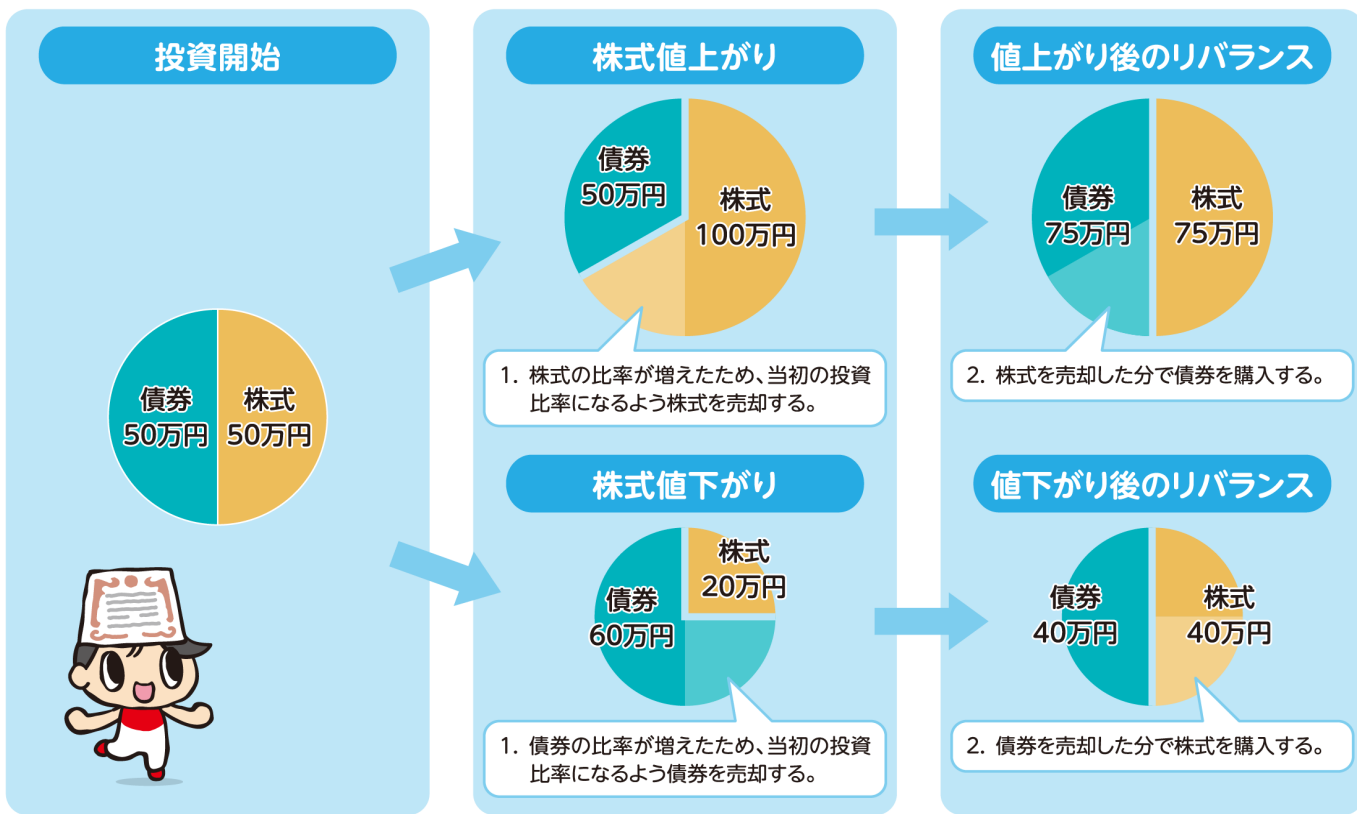 投資開始
債券
50万円
株式
50万円
株式値上がり
債券
50万円
株式
100万円
1. 株式の比率が増えたため、当初の投資
比率になるよう株式を売却する。
値上がり後のリバランス
債券
75万円
株式
75万円
2. 株式を売却した分で債券を購入する。
株式値下がり
債券
60万円
株式
20万円
1. 債券の比率が増えたため、当初の投資
比率になるよう債券を売却する。
値下がり後のリバランス
債券
40万円
株式
40万円
2. 債券を売却した分で株式を購入する。